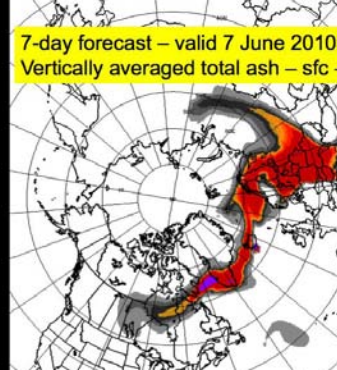 7-day forecast – valid 7 June 2010
Vertically averaged total ash – sfc -